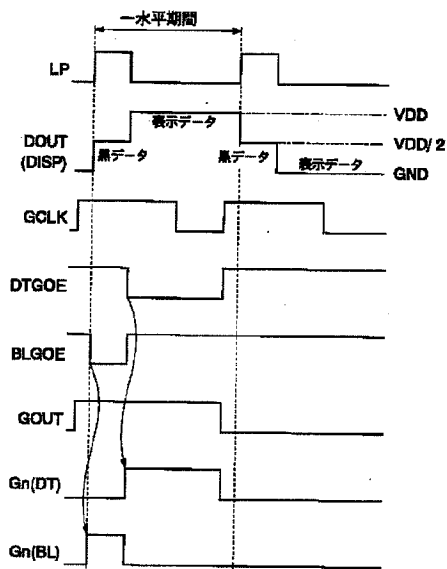 一水平期間
LP
表示データ
VDD
DOUT
(DISP)
黒データ
黒データ
VDD/2
表示データ
GND
GCLK
DTGOE
BLGOE
GOUT
Gn(DT)
Gn(BL)